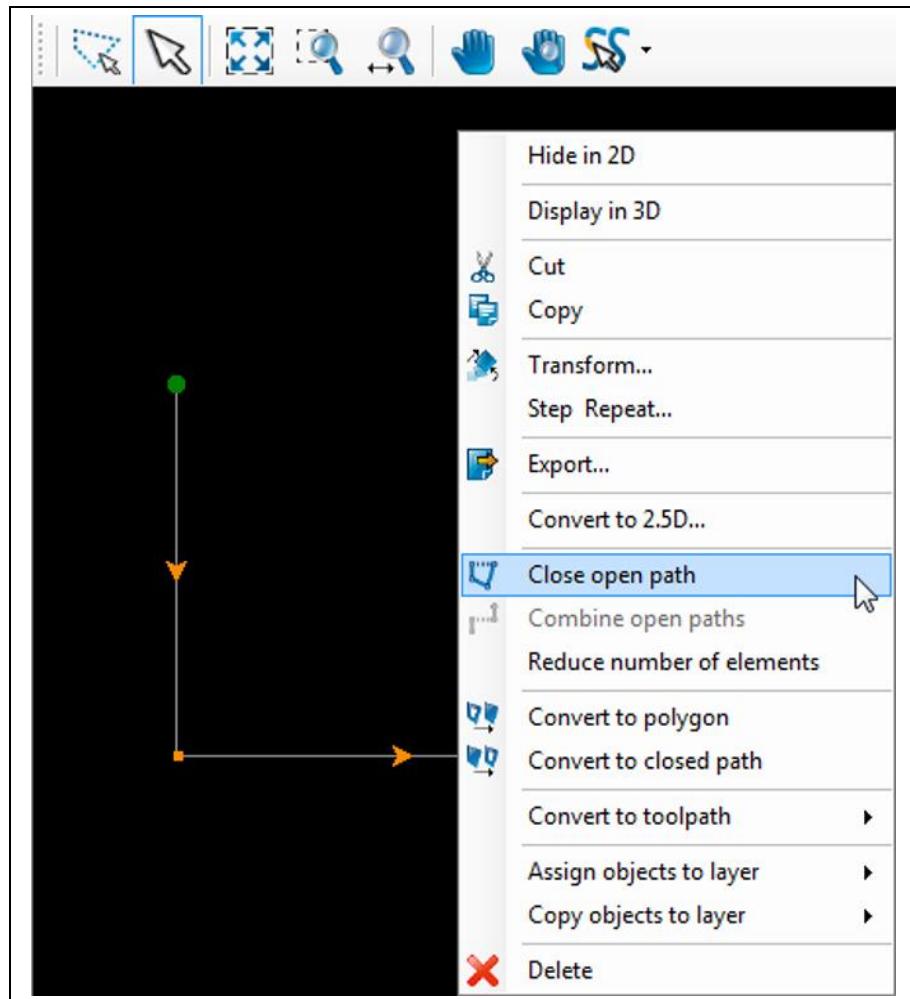 Hide in 2D
Display in 3D
Cut
Copy
Transform...
Step  Repeat...
Export...
Convert to 2.5D...
Close open path
Combine open paths
Reduce number of elements
Convert to polygon
Convert to closed path
Convert to toolpath
Assign objects to layer
Copy objects to layer
Delete